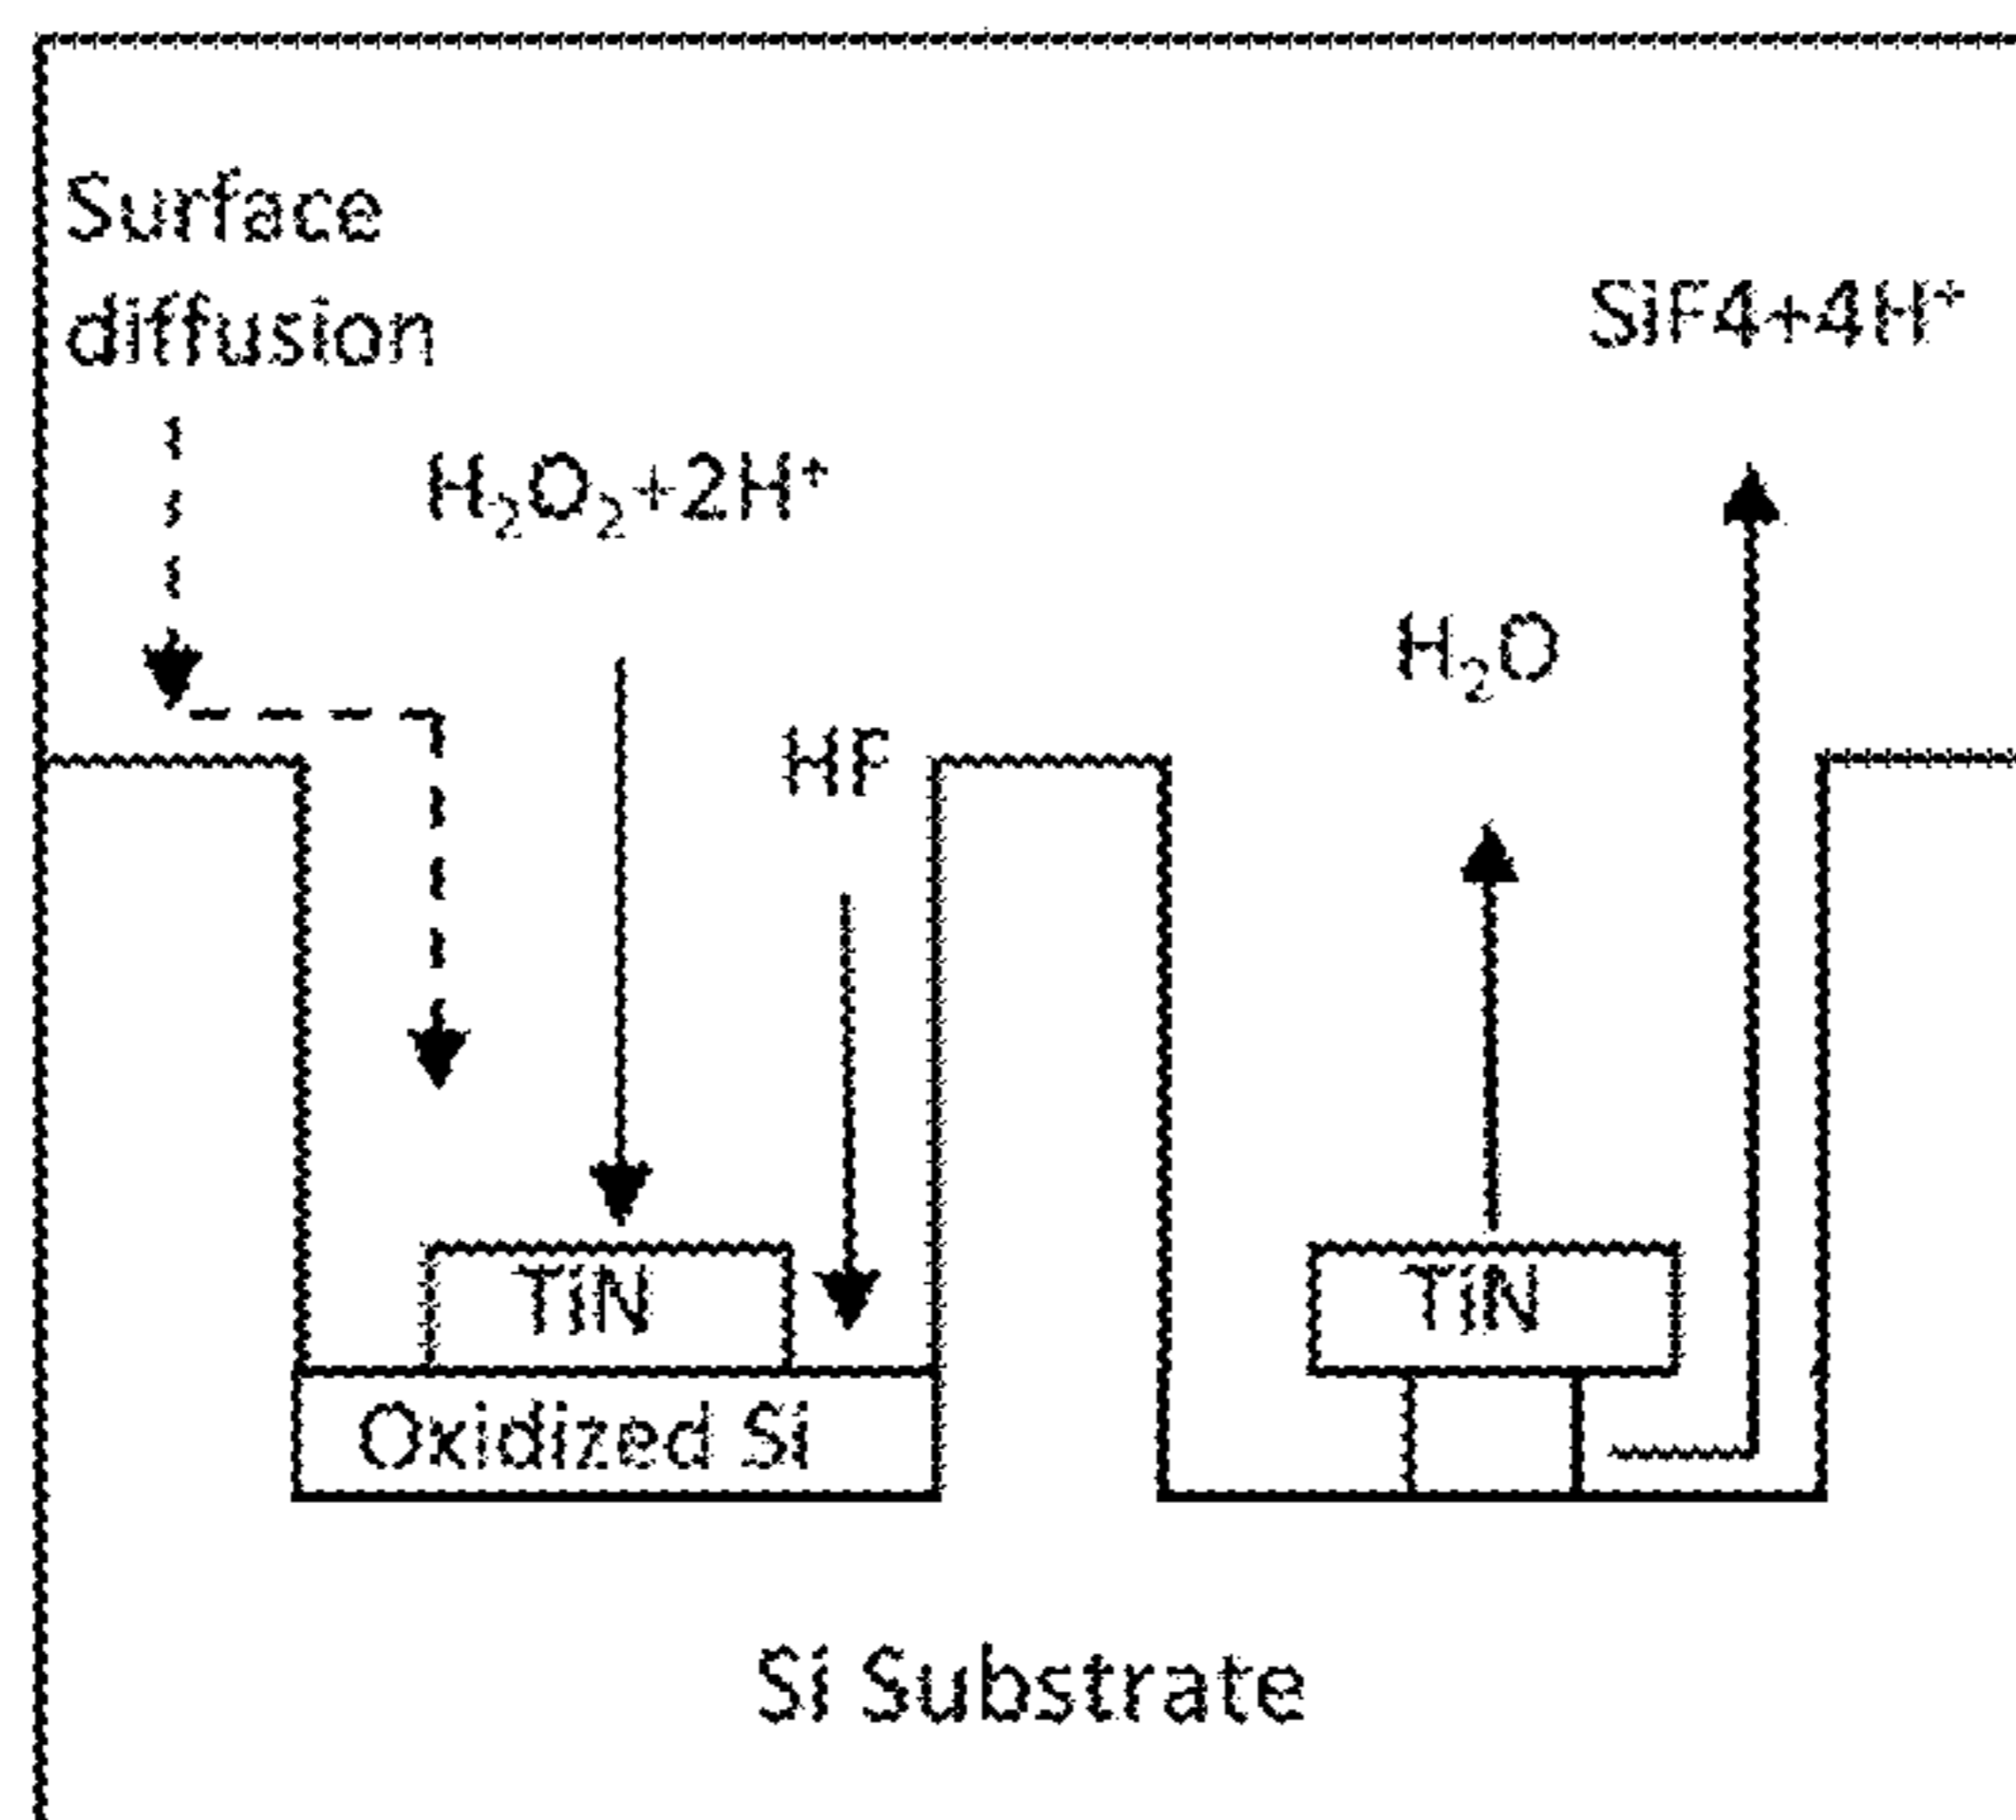 Surface
diffusion
SiF4+4H⁺
H₂O₂+2H⁺
H₂O
HF
TiN
TiN
Oxidized Si
Si Substrate